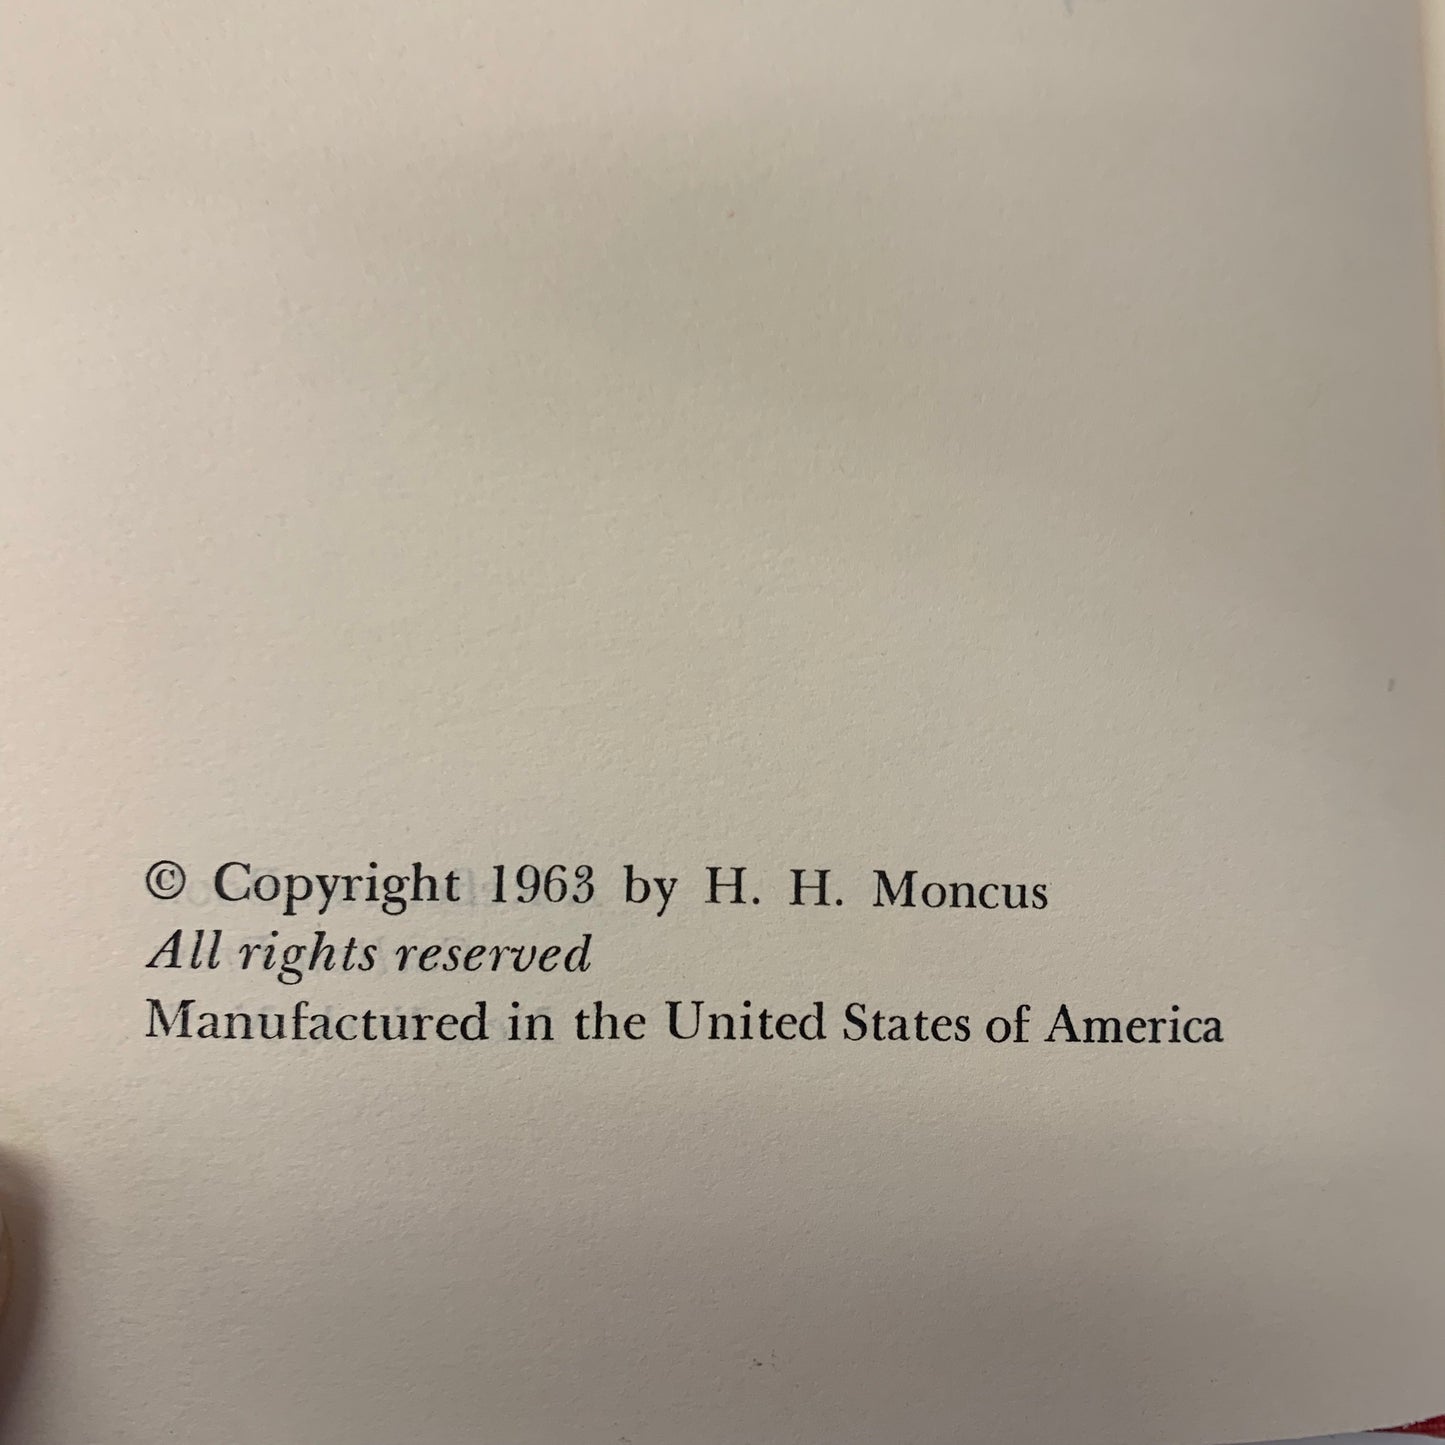 © Copyright 1963 by H. H. Moncus
All rights reserved
Manufactured in the United States of America